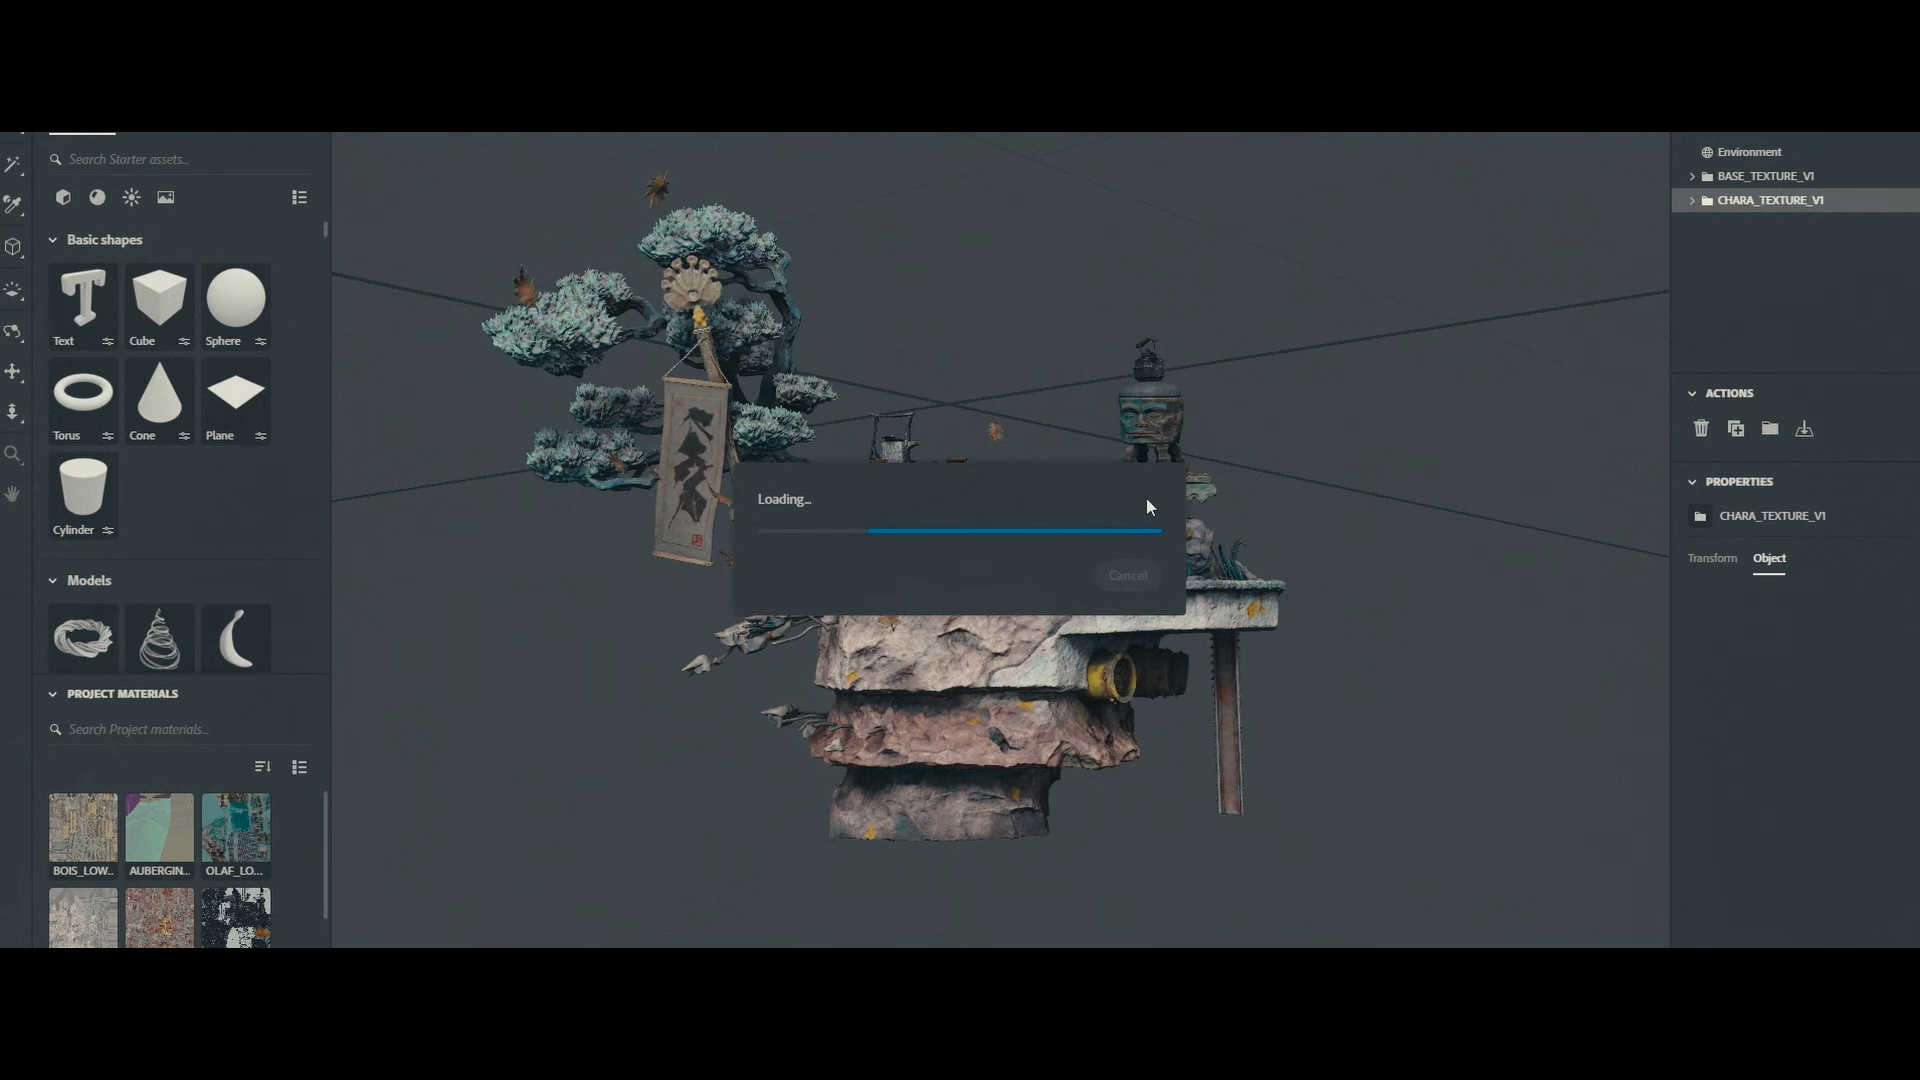 Search Starter assets...
Basic shapes
Text
Cube
Sphere
Torus
Cone
Plane
Cylinder
Models
PROJECT MATERIALS
Search Project materials...
BOIS_LOW...
AUBERGIN...
OLAF_LO...
Loading...
Cancel
Environment
BASE_TEXTURE_V1
CHARA_TEXTURE_V1
ACTIONS
PROPERTIES
CHARA_TEXTURE_V1
Transform
Object